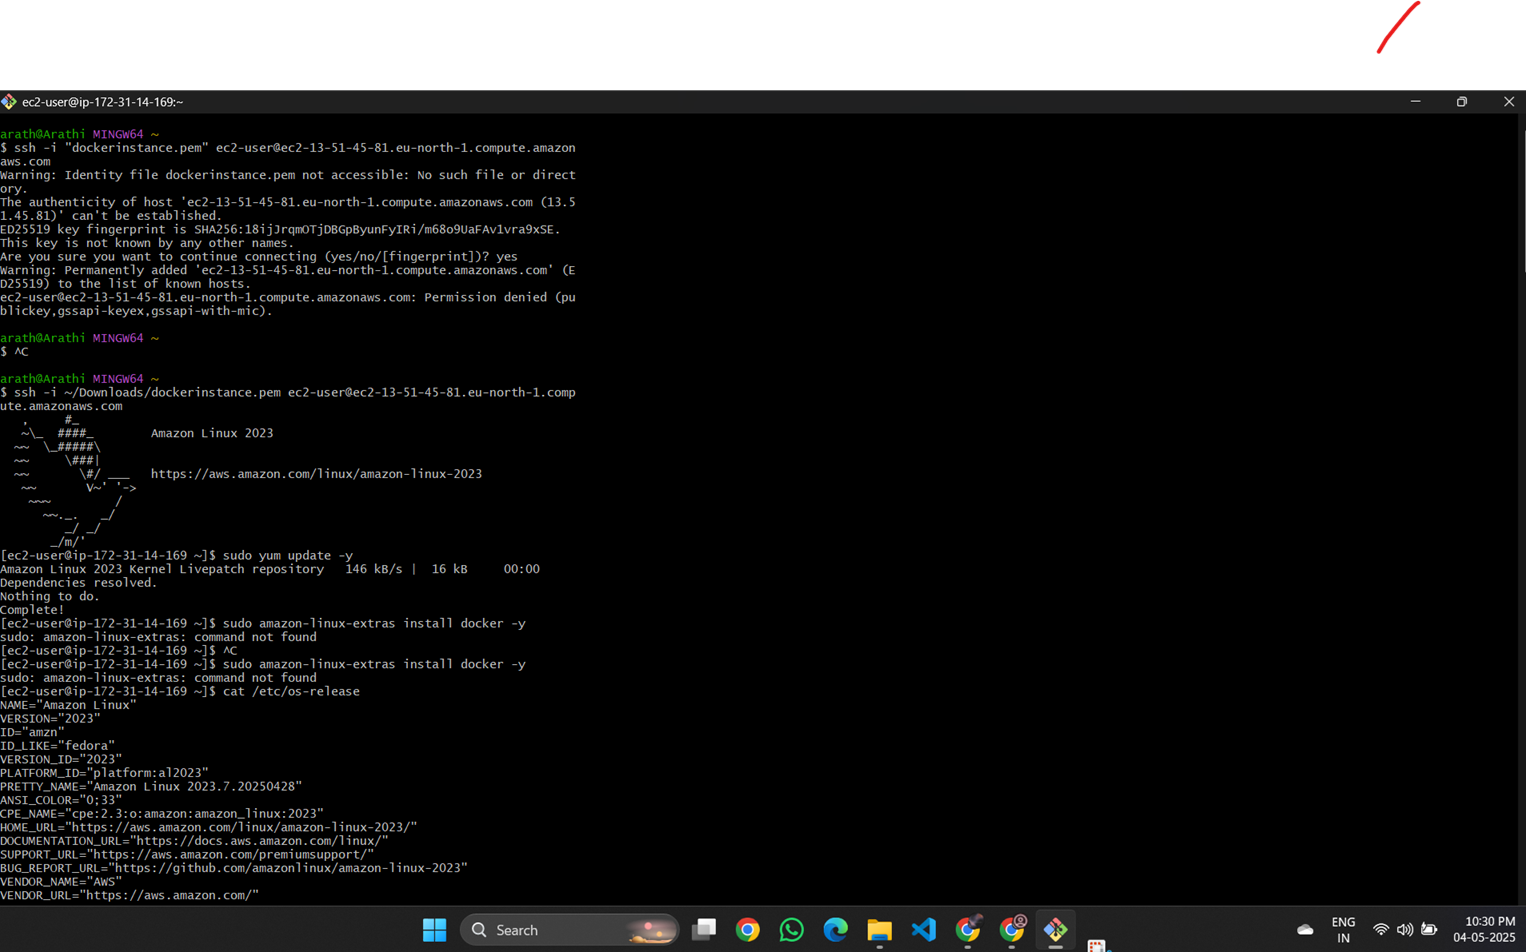 ec2-user@ip-172-31-14-169:~
arath@Arathi MINGW64 ~
$ ssh -i "dockerinstance.pem" ec2-user@ec2-13-51-45-81.eu-north-1.compute.amazon
aws.com
Warning: Identity file dockerinstance.pem not accessible: No such file or direct
ory.
The authenticity of host 'ec2-13-51-45-81.eu-north-1.compute.amazonaws.com (13.5
1.45.81)' can't be established.
ED25519 key fingerprint is SHA256:18ijJrqmOTjDBGpByunFyIRi/m68o9UaFAv1vra9xSE.
This key is not known by any other names.
Are you sure you want to continue connecting (yes/no/[fingerprint])? yes
Warning: Permanently added 'ec2-13-51-45-81.eu-north-1.compute.amazonaws.com' (E
D25519) to the list of known hosts.
ec2-user@ec2-13-51-45-81.eu-north-1.compute.amazonaws.com: Permission denied (pu
blickey,gssapi-keyex,gssapi-with-mic).
arath@Arathi MINGW64 ~
$ ^C
arath@Arathi MINGW64 ~
$ ssh -i ~/Downloads/dockerinstance.pem ec2-user@ec2-13-51-45-81.eu-north-1.comp
ute.amazonaws.com
   ,     #_
   ~\_  ####_        Amazon Linux 2023
  ~~  \_#####\
  ~~     \###|
  ~~       \#/ ___   https://aws.amazon.com/linux/amazon-linux-2023
   ~~       V~' '->
    ~~~         /
      ~~._.   _/
         _/ _/
       _/m/'
[ec2-user@ip-172-31-14-169 ~]$ sudo yum update -y
Amazon Linux 2023 Kernel Livepatch repository   146 kB/s |  16 kB     00:00
Dependencies resolved.
Nothing to do.
Complete!
[ec2-user@ip-172-31-14-169 ~]$ sudo amazon-linux-extras install docker -y
sudo: amazon-linux-extras: command not found
[ec2-user@ip-172-31-14-169 ~]$ ^C
[ec2-user@ip-172-31-14-169 ~]$ sudo amazon-linux-extras install docker -y
sudo: amazon-linux-extras: command not found
[ec2-user@ip-172-31-14-169 ~]$ cat /etc/os-release
NAME="Amazon Linux"
VERSION="2023"
ID="amzn"
ID_LIKE="fedora"
VERSION_ID="2023"
PLATFORM_ID="platform:al2023"
PRETTY_NAME="Amazon Linux 2023.7.20250428"
ANSI_COLOR="0;33"
CPE_NAME="cpe:2.3:o:amazon:amazon_linux:2023"
HOME_URL="https://aws.amazon.com/linux/amazon-linux-2023/"
DOCUMENTATION_URL="https://docs.aws.amazon.com/linux/"
SUPPORT_URL="https://aws.amazon.com/premiumsupport/"
BUG_REPORT_URL="https://github.com/amazonlinux/amazon-linux-2023"
VENDOR_NAME="AWS"
VENDOR_URL="https://aws.amazon.com/"
Search
ENG
IN
10:30 PM
04-05-2025